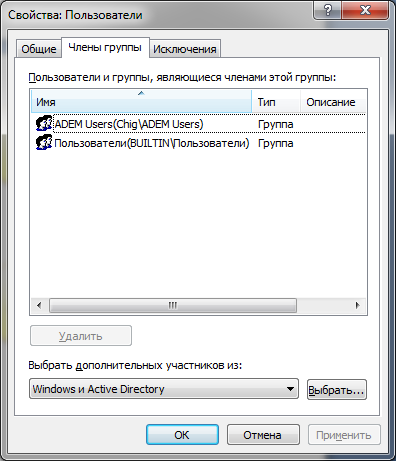 Свойства: Пользователи
Общие Члены группы Исключения
Пользователи и группы, являющиеся членами этой группы:
Имя Тип Описание
ADEM Users(Chig\ADEM Users) Группа
Пользователи(BUILTIN\Пользователи) Группа
Удалить
Выбрать дополнительных участников из:
Windows и Active Directory Выбрать...
OK Отмена Применить